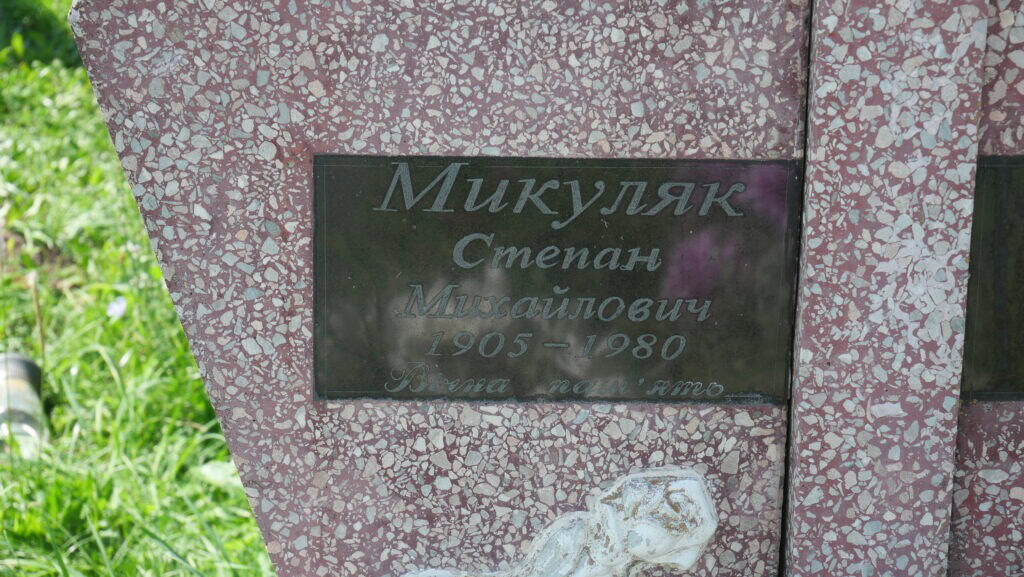 Микуляк
Степан
Михайлович
1905 – 1980
Вічна пам'ять